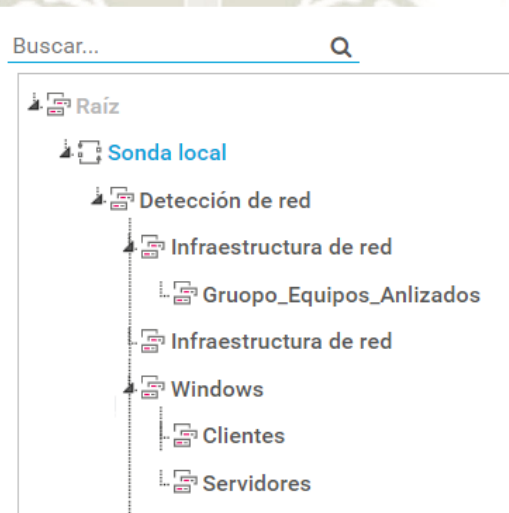 Buscar...
Raíz
Sonda local
Detección de red
Infraestructura de red
Gruopo_Equipos_Anlizados
Infraestructura de red
Windows
Clientes
Servidores